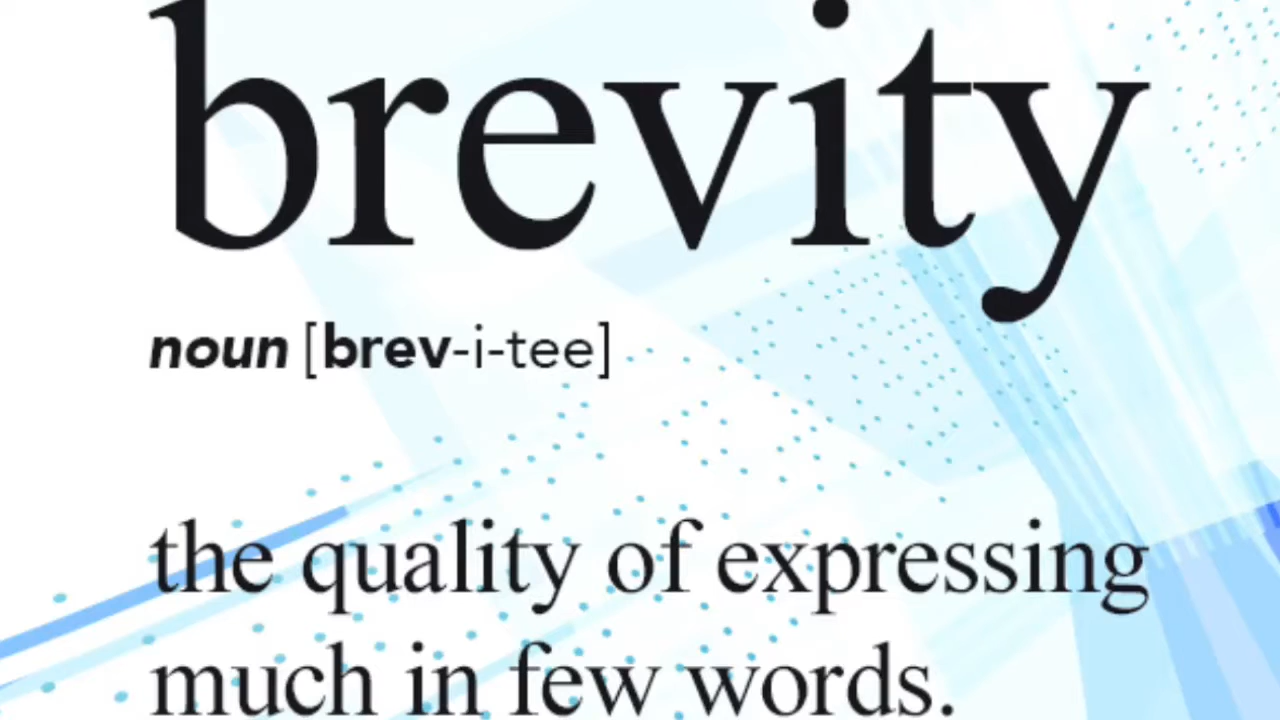 brevity
noun [brev-i-tee]
the quality of expressing
much in few words.